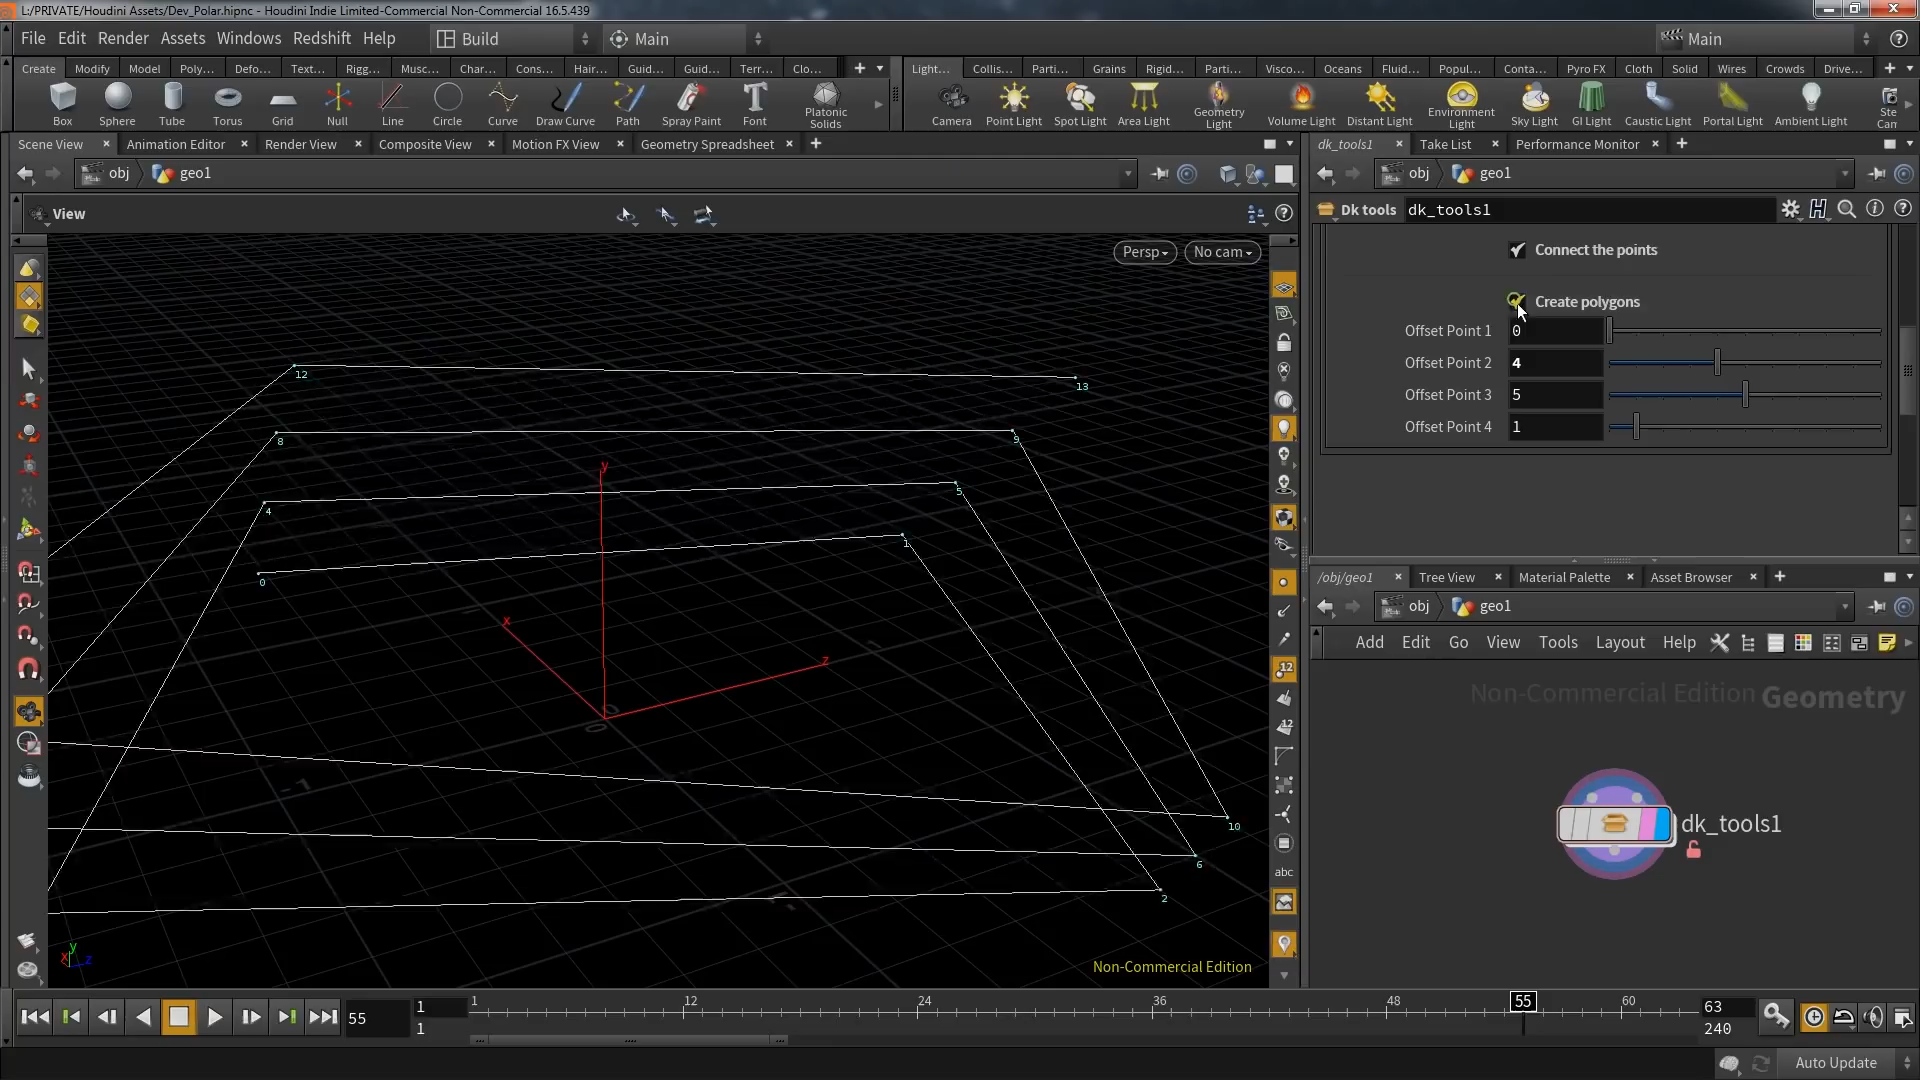 L:/PRIVATE/Houdini Assets/Dev_Polar.hipnc - Houdini Indie Limited-Commercial Non-Commercial 16.5.439
File Edit Render Assets Windows Redshift Help Build Main Main
Create Modify Model Poly... Defo... Text... Rigg... Musc... Char... Cons... Hair... Guid... Guid... Terr... Clo... Light... Collis... Parti... Grains Rigid... Parti... Visco... Oceans Fluid... Popul... Conta... Pyro FX Cloth Solid Wires Crowds Drive...
Box Sphere Tube Torus Grid Null Line Circle Curve Draw Curve Path Spray Paint Font Platonic Solids Camera Point Light Spot Light Area Light Geometry Light Volume Light Distant Light Environment Light Sky Light GI Light Caustic Light Portal Light Ambient Light Ste Cam
Scene View Animation Editor Render View Composite View Motion FX View Geometry Spreadsheet dk_tools1 Take List Performance Monitor
obj geo1 obj geo1
View
Dk tools dk_tools1
Persp No cam
Connect the points
Create polygons
Offset Point 1 0
Offset Point 2 4
Offset Point 3 5
Offset Point 4 1
12
13
8
9
y
4
5
0
1
x
z
10
6
2
-1
0
0
y
x z
12
12
abc
Non-Commercial Edition
/obj/geo1 Tree View Material Palette Asset Browser
obj geo1
Add Edit Go View Tools Layout Help
Non-Commercial Edition Geometry
dk_tools1
55 1 1 12 24 36 48 55 60 63
1 240
Auto Update